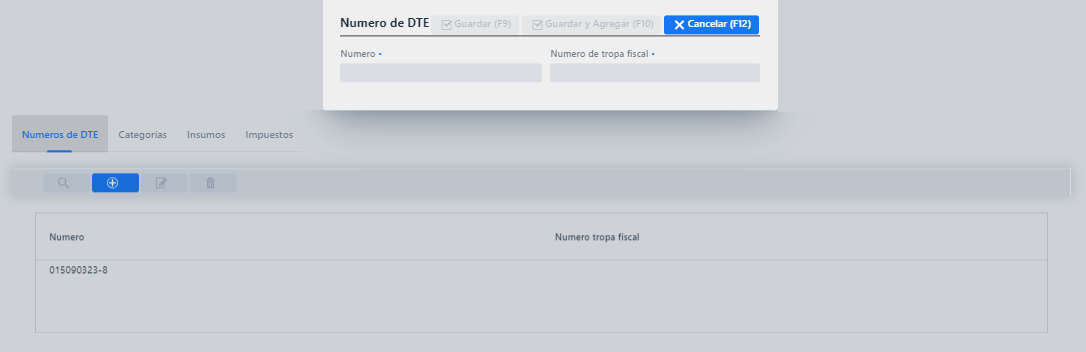 Numero de DTE Guardar (F9) Guardar y Agregar (F10) Cancelar (F12)
Numero • Numero de tropa fiscal •
Numeros de DTE Categorias Insumos Impuestos
Numero Numero tropa fiscal
015090323-8